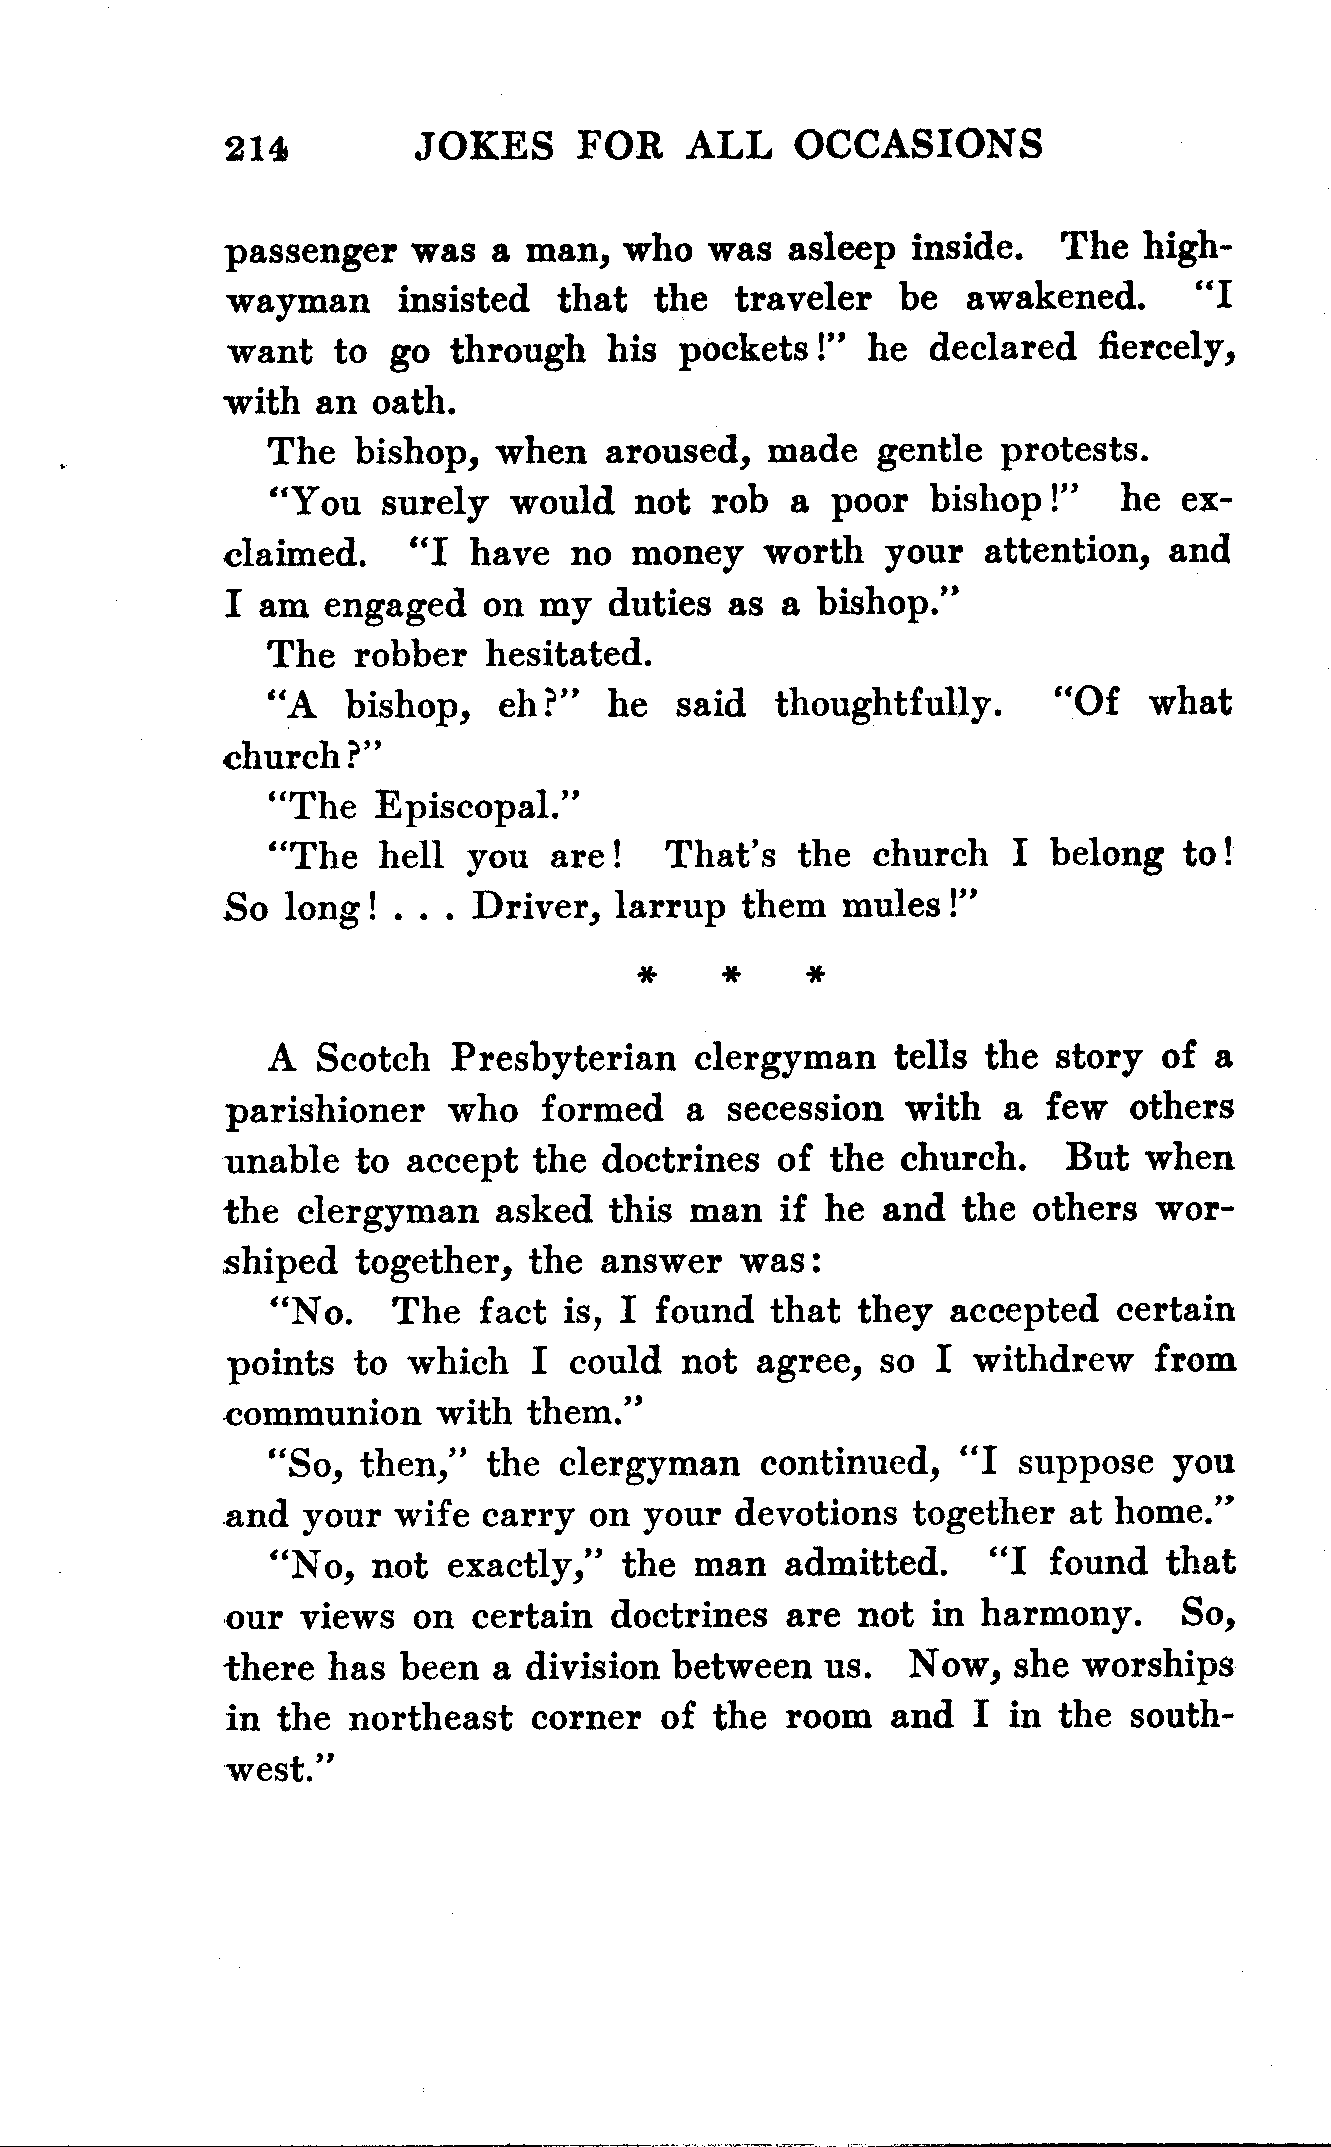 214 JOKES FOR ALL OCCASIONS
passenger was a man, who was asleep inside. The high-
wayman insisted that the traveler be awakened. "I
want to go through his pockets!" he declared fiercely,
with an oath.
The bishop, when aroused, made gentle protests.
"You surely would not rob a poor bishop!" he ex-
claimed. "I have no money worth your attention, and
I am engaged on my duties as a bishop."
The robber hesitated.
"A bishop, eh?" he said thoughtfully. "Of what
church?"
"The Episcopal."
"The hell you are! That's the church I belong to!
So long! . . . Driver, larrup them mules!"
* * *
A Scotch Presbyterian clergyman tells the story of a
parishioner who formed a secession with a few others
unable to accept the doctrines of the church. But when
the clergyman asked this man if he and the others wor-
shiped together, the answer was:
"No. The fact is, I found that they accepted certain
points to which I could not agree, so I withdrew from
communion with them."
"So, then," the clergyman continued, "I suppose you
and your wife carry on your devotions together at home."
"No, not exactly," the man admitted. "I found that
our views on certain doctrines are not in harmony. So,
there has been a division between us. Now, she worships
in the northeast corner of the room and I in the south-
west."